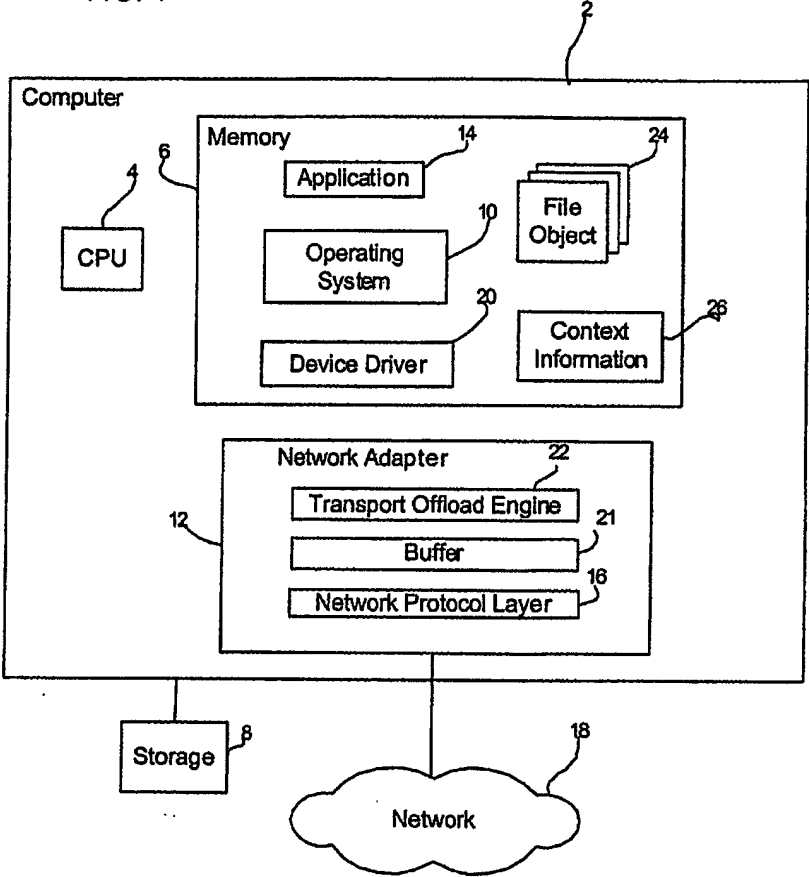 2
Computer
Memory
6
14
24
Application
4
File
Object
CPU
10
Operating
System
20
26
Context
Information
Device Driver
Network Adapter
22
Transport Offload Engine
12
21
Buffer
16
Network Protocol Layer
8
Storage
18
Network